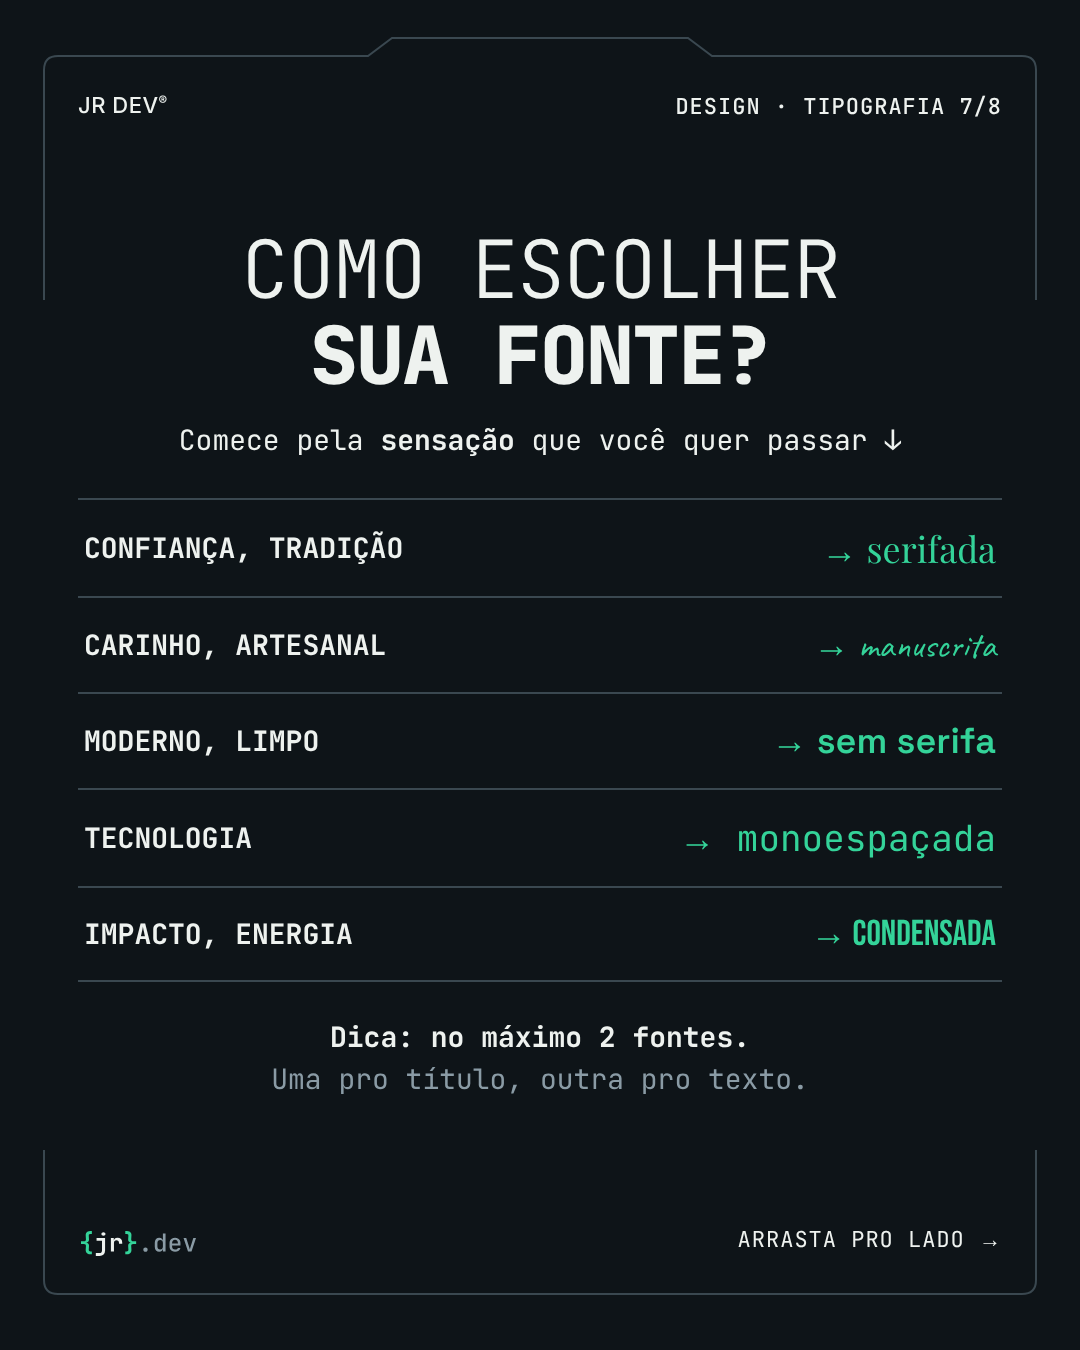 JR DEV®
DESIGN · TIPOGRAFIA 7/8
COMO ESCOLHER
SUA FONTE?
Comece pela sensação que você quer passar ↓
CONFIANÇA, TRADIÇÃO → serifada
CARINHO, ARTESANAL → manuscrita
MODERNO, LIMPO → sem serifa
TECNOLOGIA → monoespaçada
IMPACTO, ENERGIA → CONDENSADA
Dica: no máximo 2 fontes.
Uma pro título, outra pro texto.
{jr}.dev
ARRASTA PRO LADO →